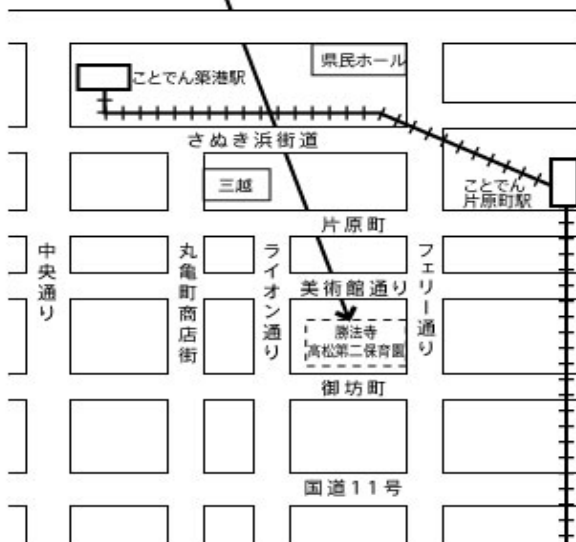 県民ホール
ことでん築港駅
さぬき浜街道
三越
ことでん
片原町駅
片原町
中央通り
丸亀町商店街
ライオン通り
フェリー通り
美術館通り
勝法寺
高松第二保育園
御坊町
国道11号